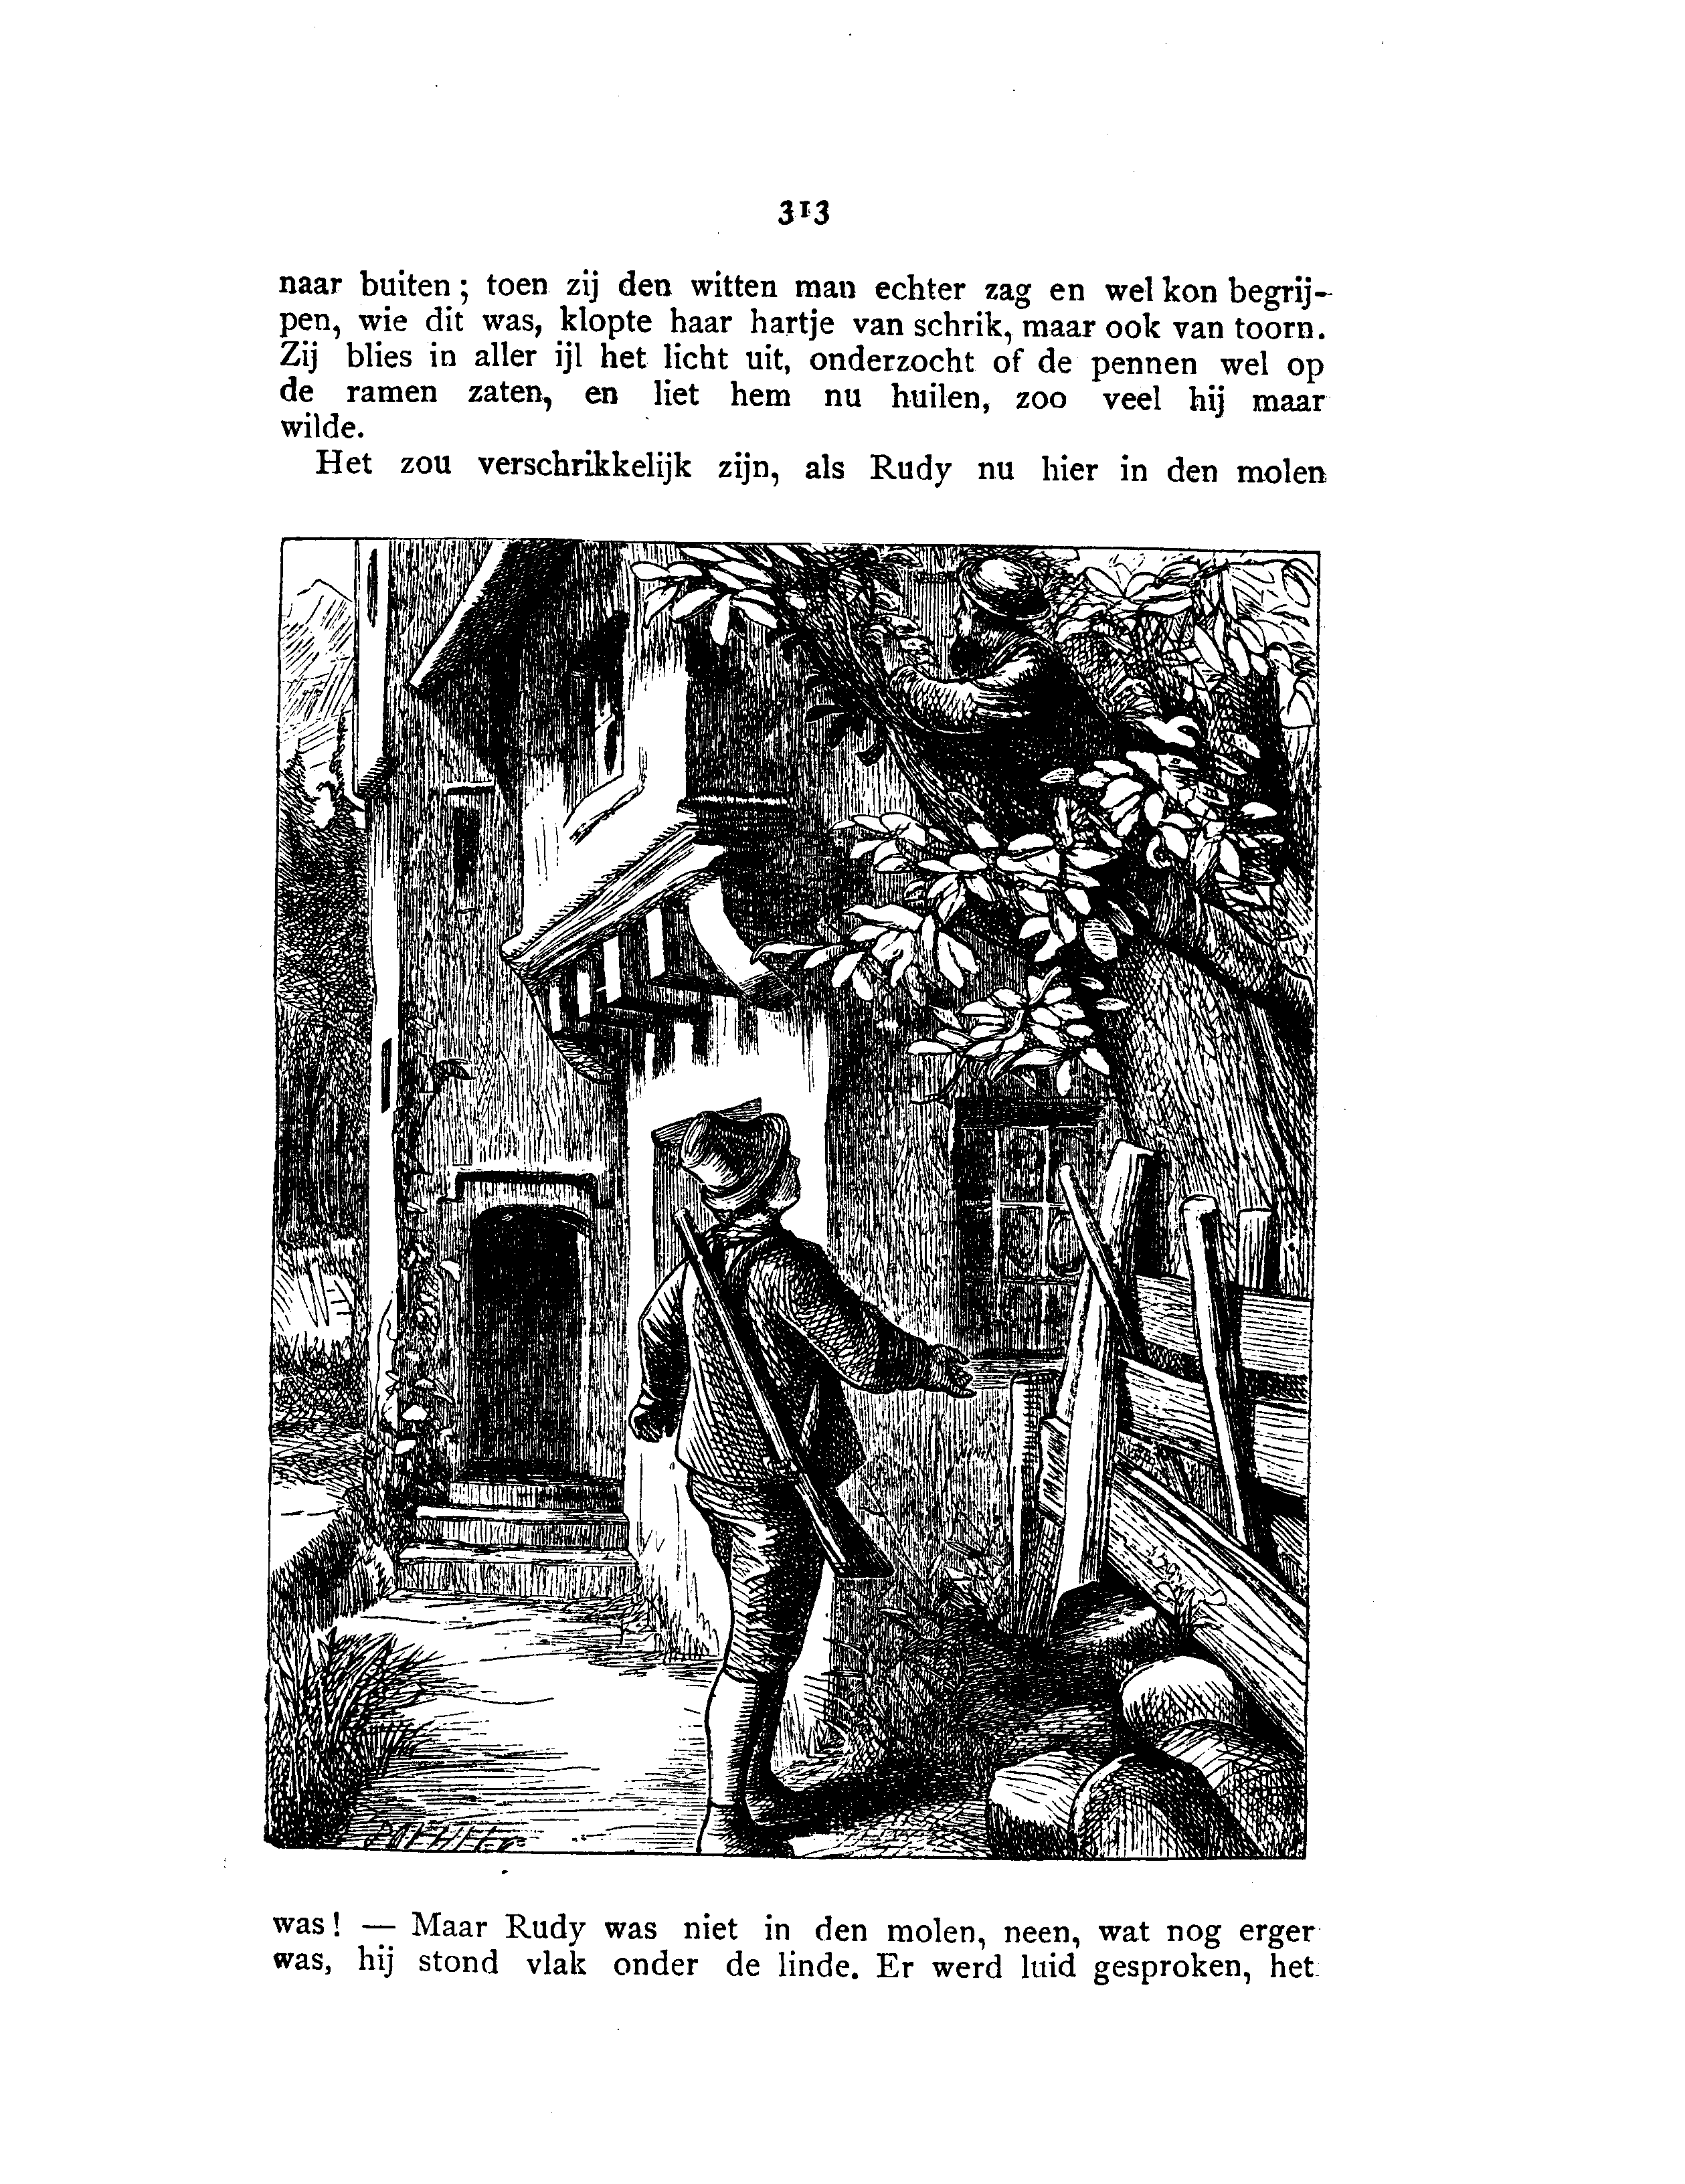 313
naar buiten; toen zij den witten man echter zag en wel kon begrij-
pen, wie dit was, klopte haar hartje van schrik, maar ook van toorn.
Zij blies in aller ijl het licht uit, onderzocht of de pennen wel op
de ramen zaten, en liet hem nu huilen, zoo veel hij maar
wilde.
Het zou verschrikkelijk zijn, als Rudy nu hier in den molen
was! — Maar Rudy was niet in den molen, neen, wat nog erger
was, hij stond vlak onder de linde. Er werd luid gesproken, het